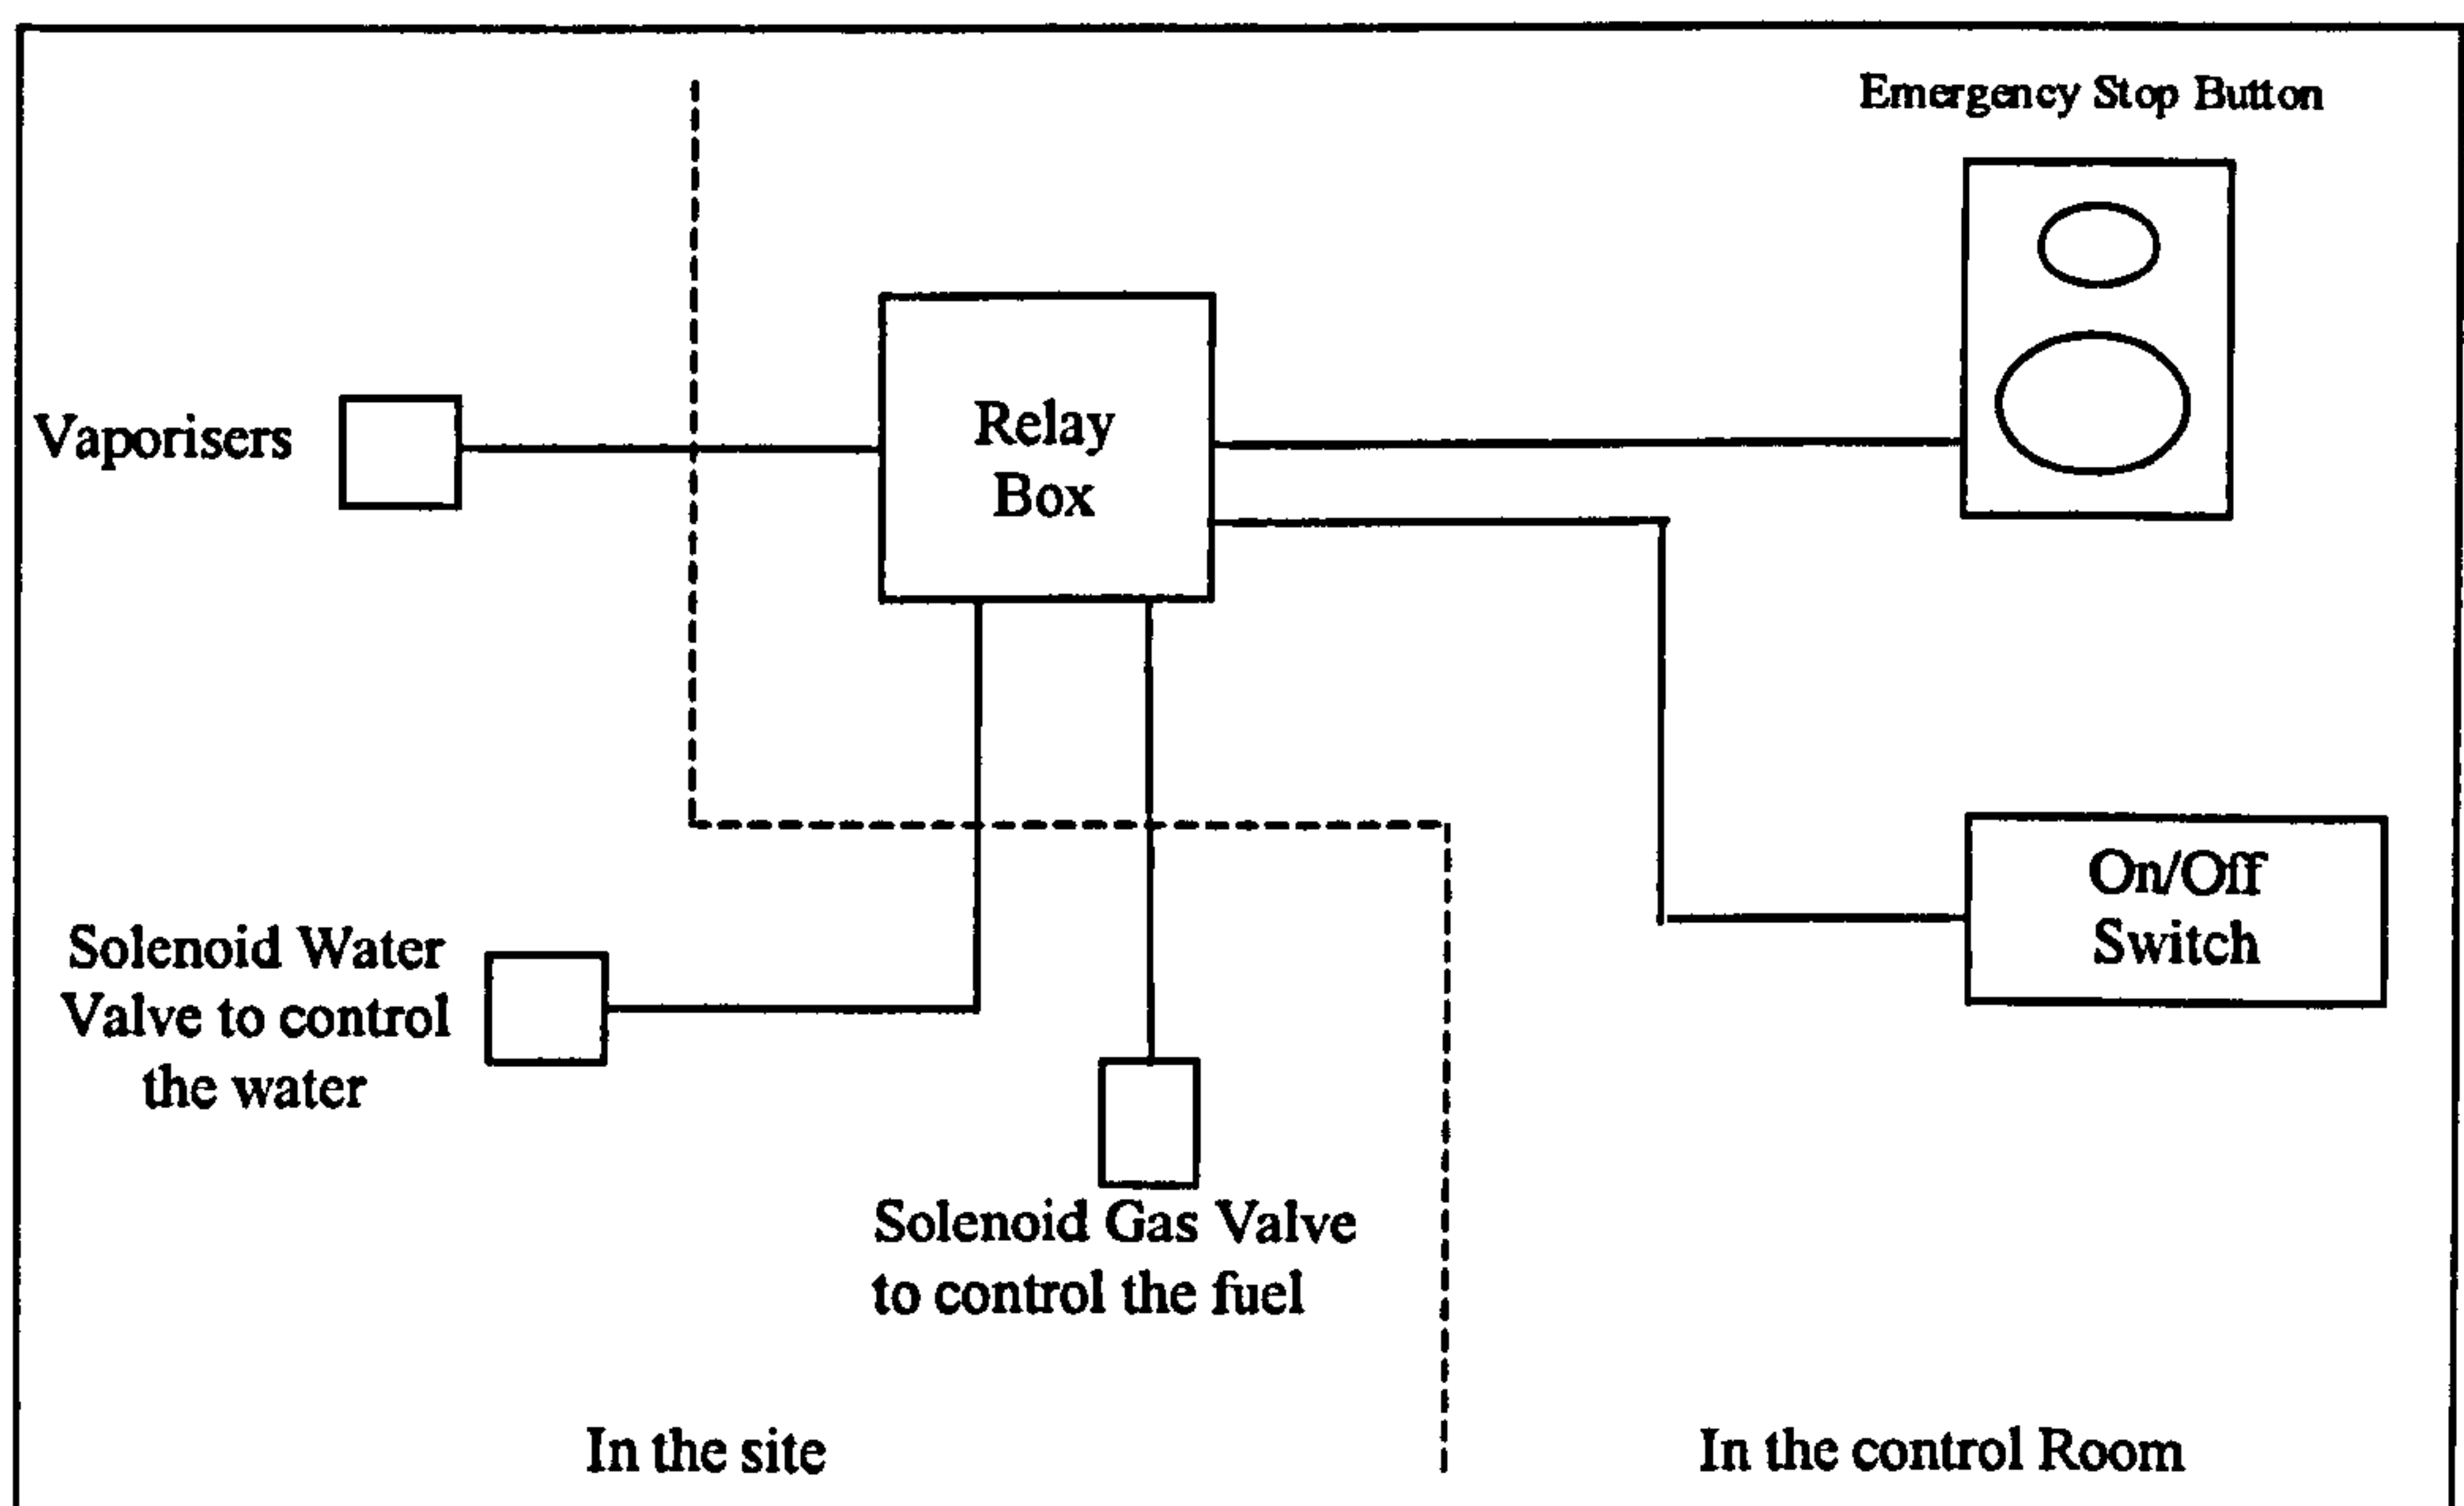 Emergency Stop Button
Relay
Box
Vaporisers
On/Off
Switch
Solenoid Water
Valve to control
the water
Solenoid Gas Valve
to control the fuel
In the site
In the control Room